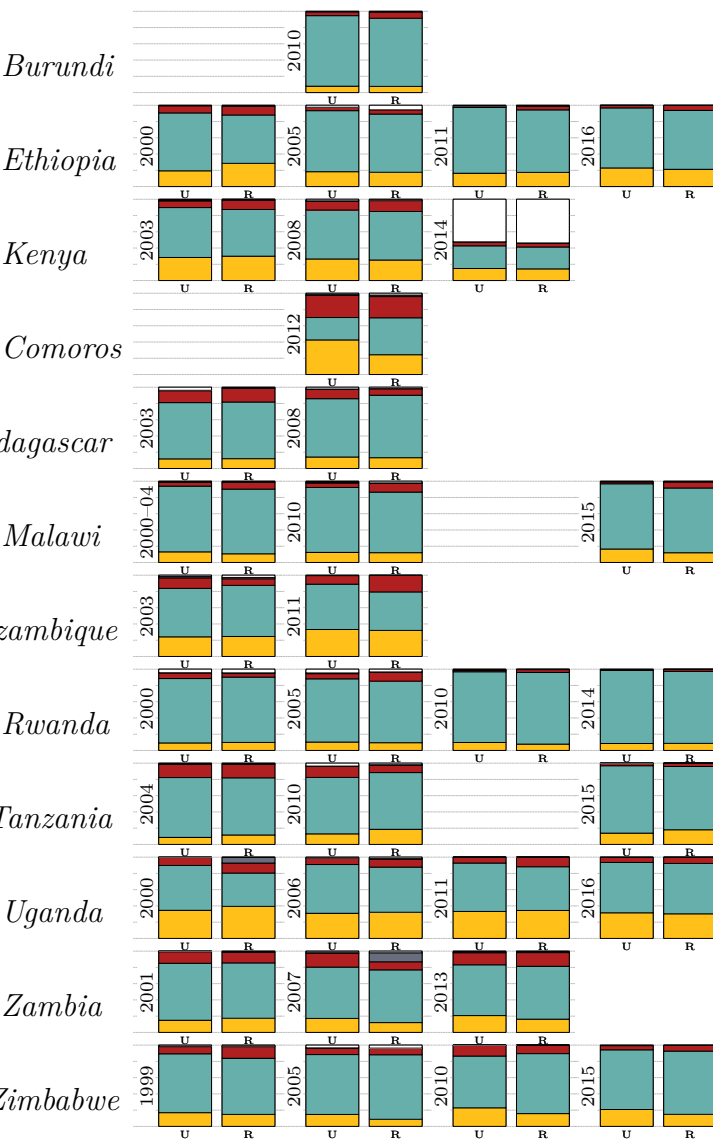 2010
Burundi
U R
2000 2005 2011 2016
Ethiopia
U R U R U R U R
2003 2008 2014
Kenya
U R U R U R
2012
Comoros
U R
2003 2008
dagascar
U R U R
2000–04 2010 2015
Malawi
U R U R U R
2003 2011
zambique
U R U R
2000 2005 2010 2014
Rwanda
U R U R U R U R
2004 2010 2015
Tanzania
U R U R U R
2000 2006 2011 2016
Uganda
U R U R U R U R
2001 2007 2013
Zambia
U R U R U R
1999 2005 2010 2015
Zimbabwe
U R U R U R U R